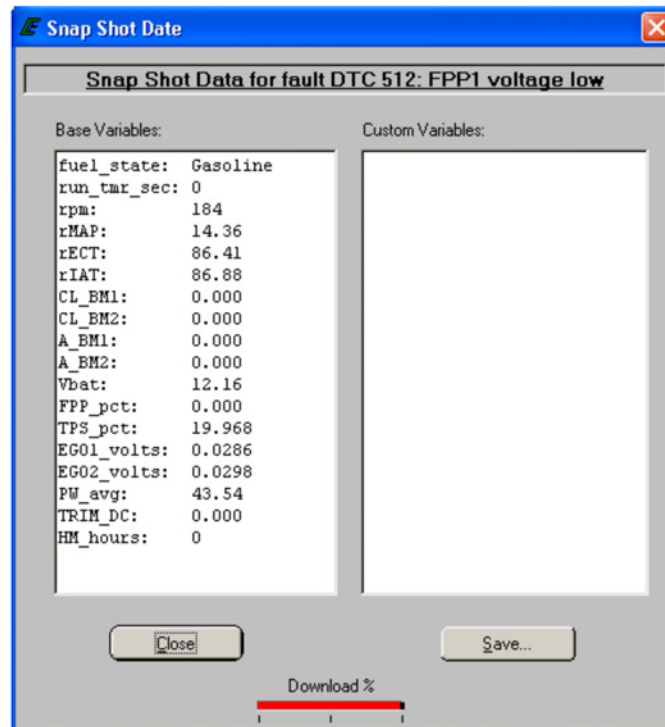 Snap Shot Date
Snap Shot Data for fault DTC 512: FPP1 voltage low
Base Variables:
Custom Variables:
fuel_state: Gasoline
run_tmr_sec: 0
rpm: 184
rMAP: 14.36
rECT: 86.41
rIAT: 86.88
CL_BM1: 0.000
CL_BM2: 0.000
A_BM1: 0.000
A_BM2: 0.000
Vbat: 12.16
FPP_pct: 0.000
TPS_pct: 19.968
EGO1_volts: 0.0286
EGO2_volts: 0.0298
PW_avg: 43.54
TRIM_DC: 0.000
HM_hours: 0
Close
Save...
Download %